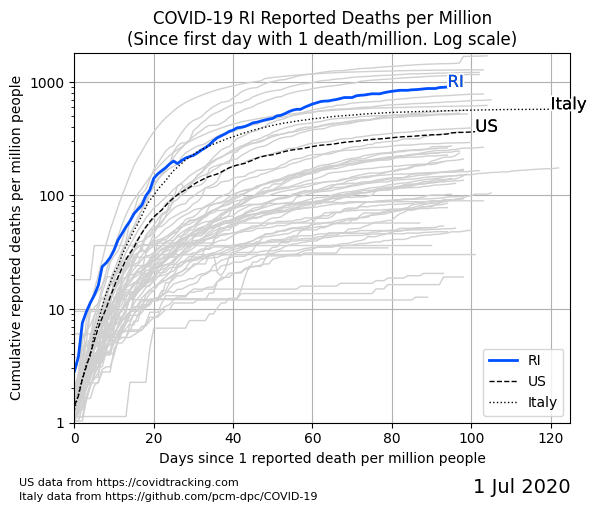 COVID-19 RI Reported Deaths per Million
(Since first day with 1 death/million. Log scale)
Cumulative reported deaths per million people
1000
100
10
1
RI
Italy
US
RI
US
Italy
0 20 40 60 80 100 120
Days since 1 reported death per million people
US data from https://covidtracking.com
Italy data from https://github.com/pcm-dpc/COVID-19
1 Jul 2020